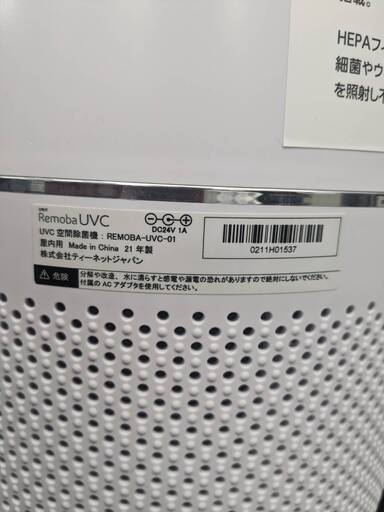 搭載。
HEPAフィ
細菌やウ
を照射し不
Remoba UVC
DC24V 1A
UVC 空間除菌機：REMOBA-UVC-01
屋内用 Made in China 21 年製
株式会社ティーネットジャパン
0211H01537
危険
分解や改造、水に濡らすと感電や漏電の恐れがありますので絶対にしないでください。
付属の AC アダプタを使用してください。